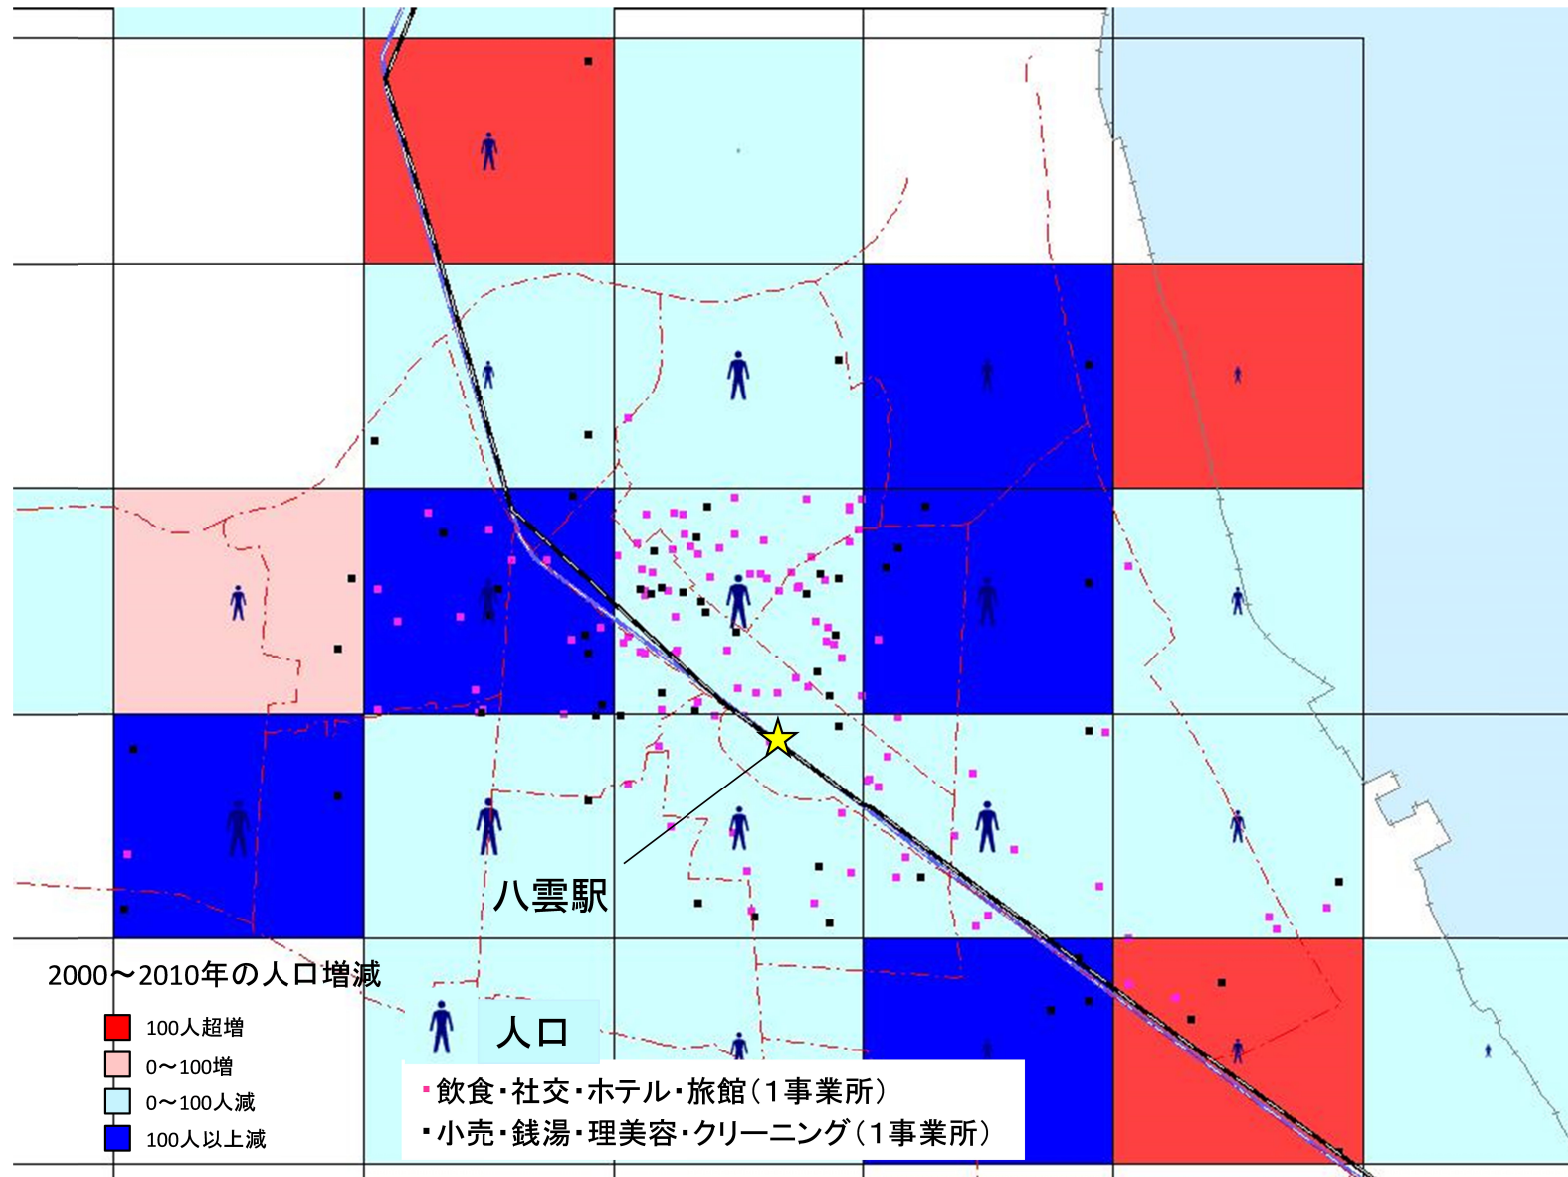 八雲駅
2000～2010年の人口増減
100人超増
0～100増
0～100人減
100人以上減
人口
飲食・社交・ホテル・旅館（１事業所）
小売・銭湯・理美容・クリーニング（１事業所）